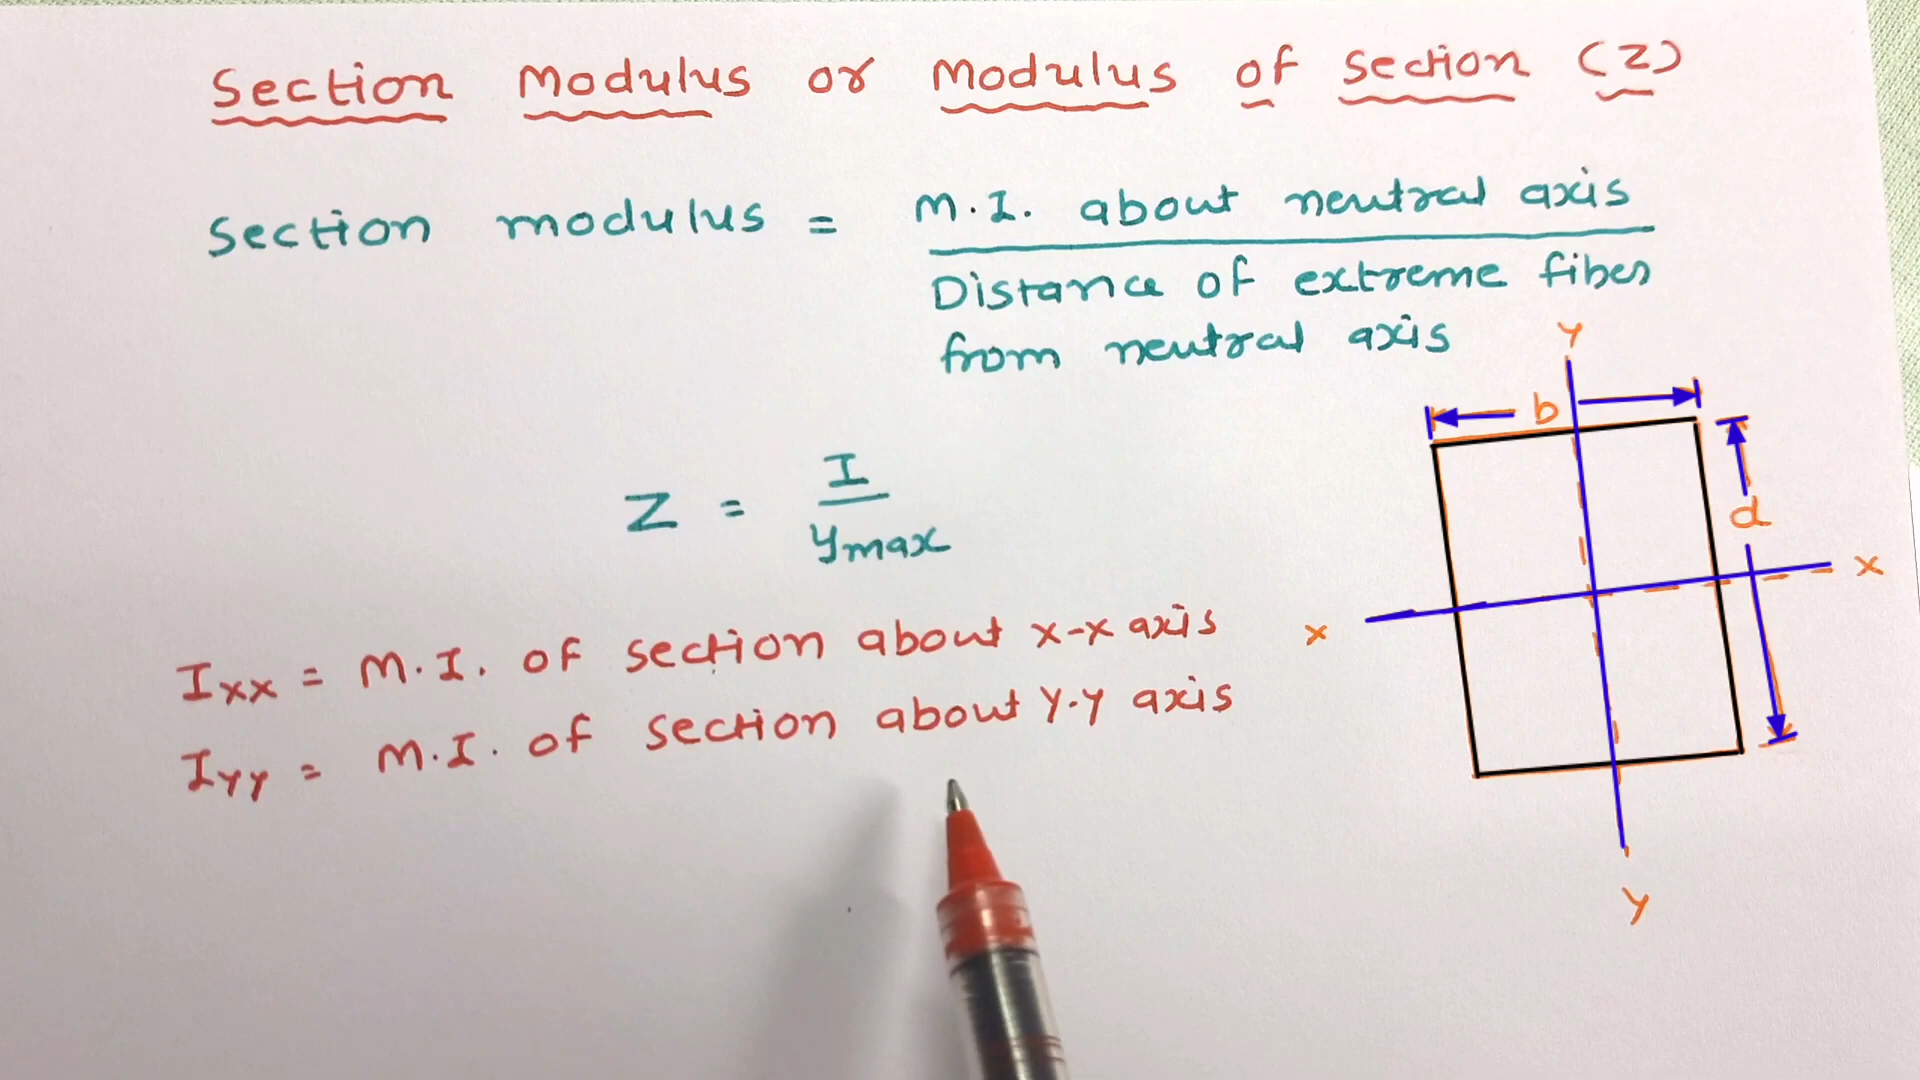 Section Modulus or Modulus of Section (Z)
Section modulus = M.I. about neutral axis
Distance of extreme fiber
from neutral axis
Z = I
ymax
Ixx = M.I. of section about x-x axis
Iyy = M.I. of section about y-y axis
y
b
d
x
x
y